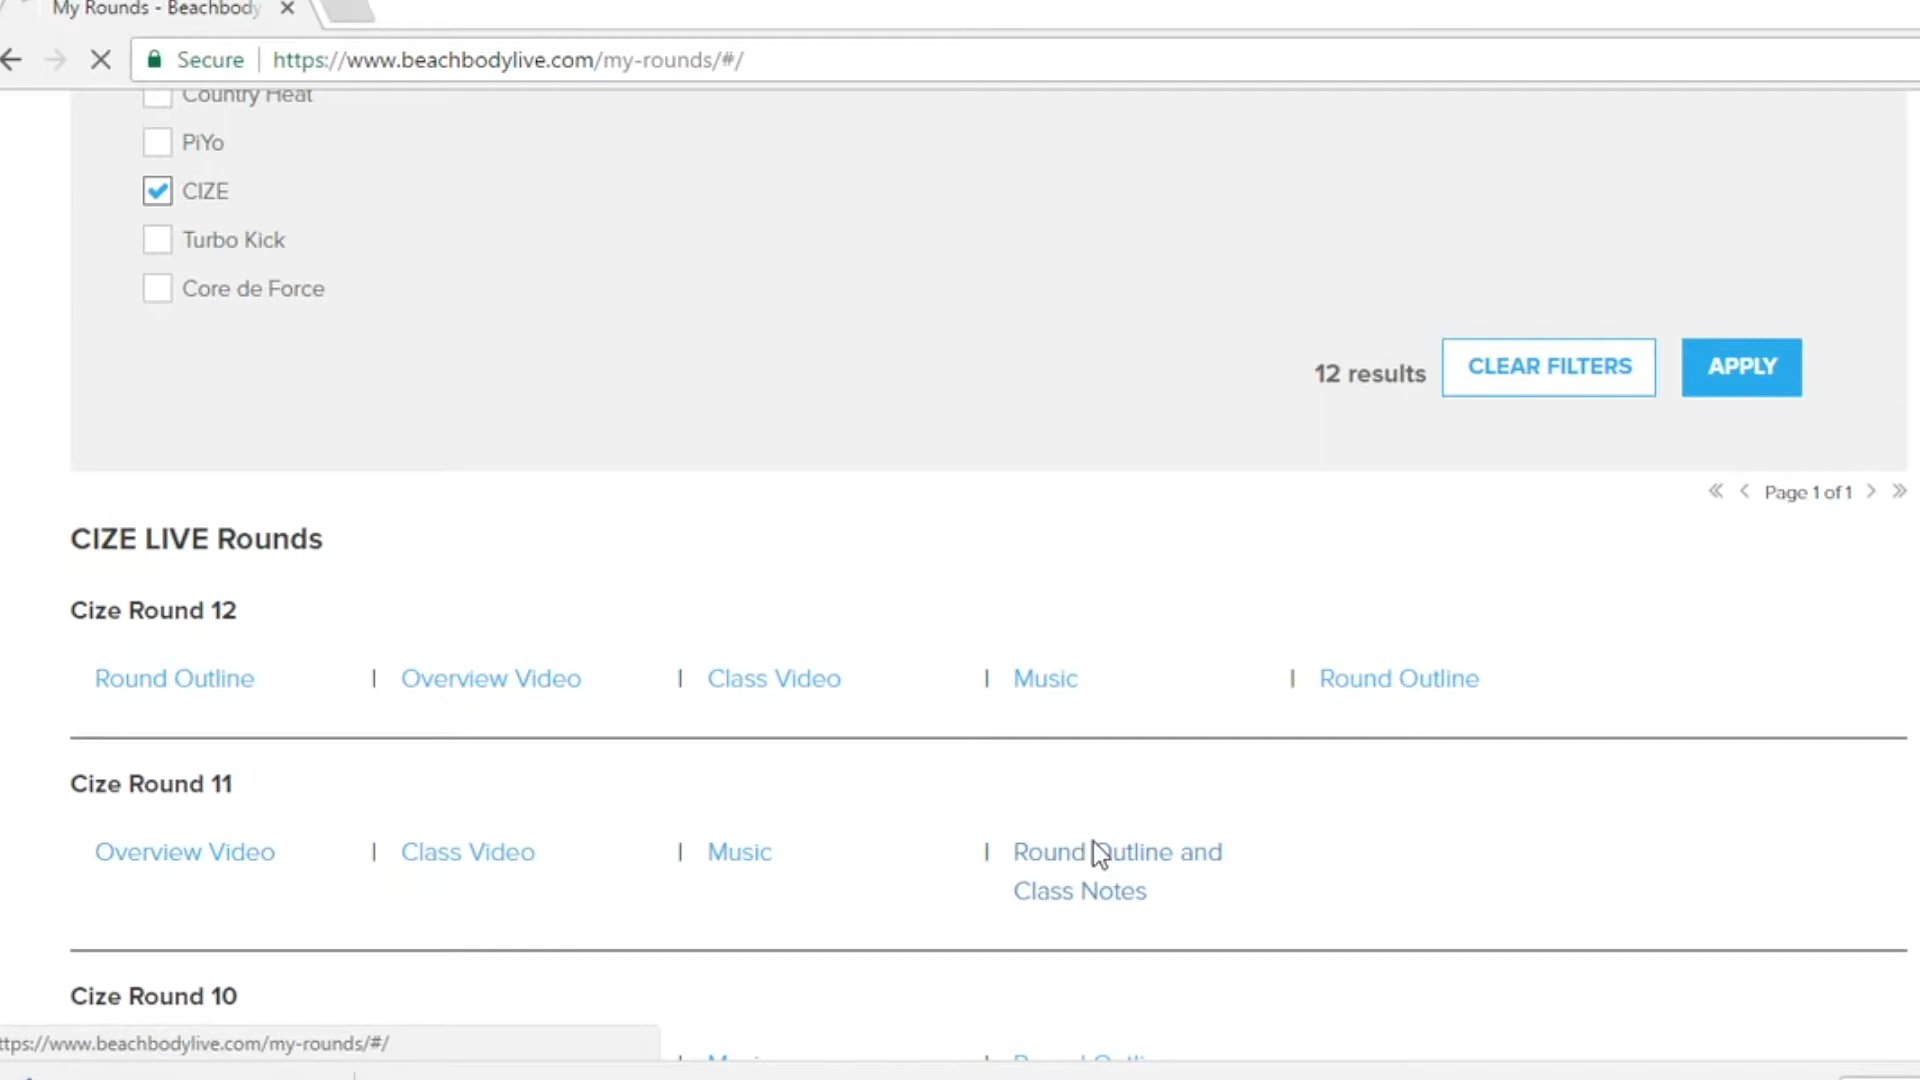 My Rounds - Beachbody
Secure https://www.beachbodylive.com/my-rounds/#/
Country Heat
PiYo
CIZE
Turbo Kick
Core de Force
12 results CLEAR FILTERS APPLY
« < Page 1 of 1 > »
CIZE LIVE Rounds
Cize Round 12
Round Outline | Overview Video | Class Video | Music | Round Outline
Cize Round 11
Overview Video | Class Video | Music | Round Outline and
Class Notes
Cize Round 10
ttps://www.beachbodylive.com/my-rounds/#/